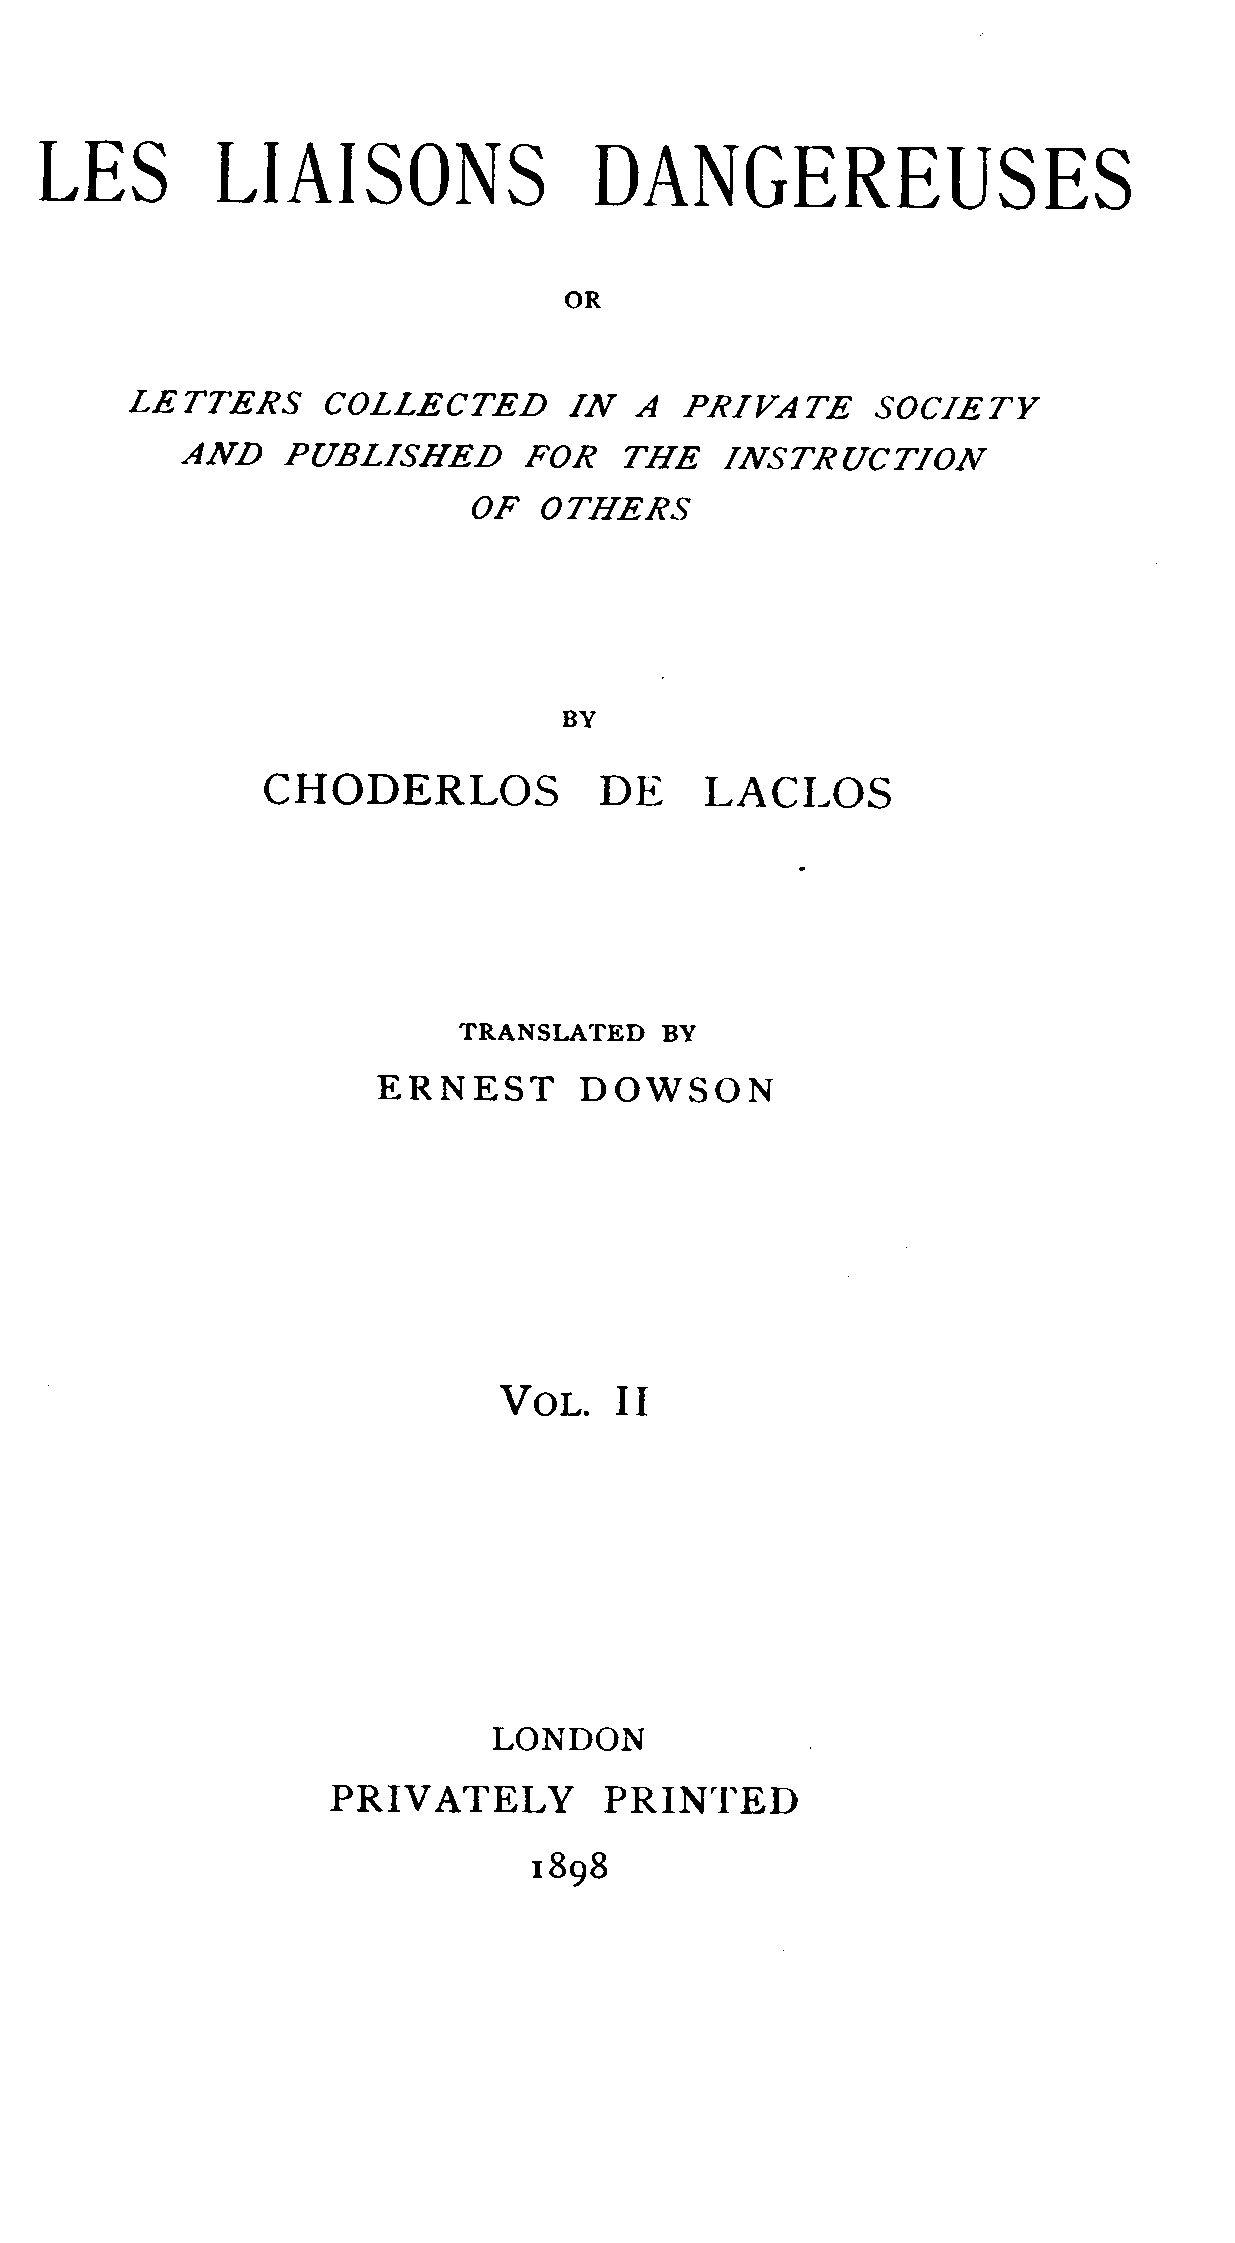 LES LIAISONS DANGEREUSES
OR
LETTERS COLLECTED IN A PRIVATE SOCIETY
AND PUBLISHED FOR THE INSTRUCTION
OF OTHERS
BY
CHODERLOS DE LACLOS
TRANSLATED BY
ERNEST DOWSON
VOL. II
LONDON
PRIVATELY PRINTED
1898